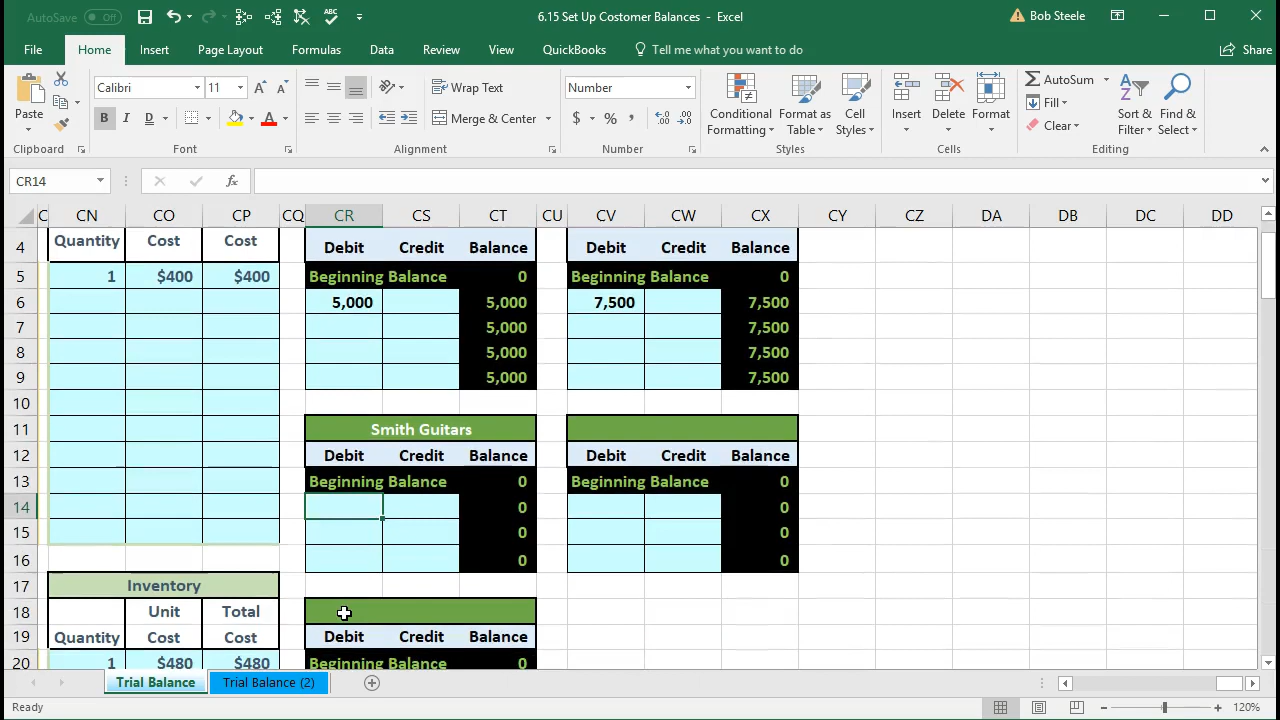 AutoSave Off 6.15 Set Up Costomer Balances - Excel Bob Steele
File Home Insert Page Layout Formulas Data Review View QuickBooks Tell me what you want to do Share
Paste Calibri 11 Wrap Text Number Conditional Formatting Format as Table Cell Styles Insert Delete Format AutoSum Sort & Filter Find & Select
B I D A Merge & Center $ % , Fill
Clear
Clipboard Font Alignment Number Styles Cells Editing
CR14 fx
C CN CO CP CQ CR CS CT CU CV CW CX CY CZ DA DB DC DD
4 Quantity Cost Cost Debit Credit Balance Debit Credit Balance
5 1 $400 $400 Beginning Balance 0 Beginning Balance 0
6 5,000 5,000 7,500 7,500
7 5,000 7,500
8 5,000 7,500
9 5,000 7,500
10
11 Smith Guitars
12 Debit Credit Balance Debit Credit Balance
13 Beginning Balance 0 Beginning Balance 0
14 0 0
15 0 0
16 0 0
17 Inventory
18 Unit Total
19 Quantity Cost Cost Debit Credit Balance
20 1 $480 $480 Beginning Balance 0
Trial Balance Trial Balance (2)
Ready 120%